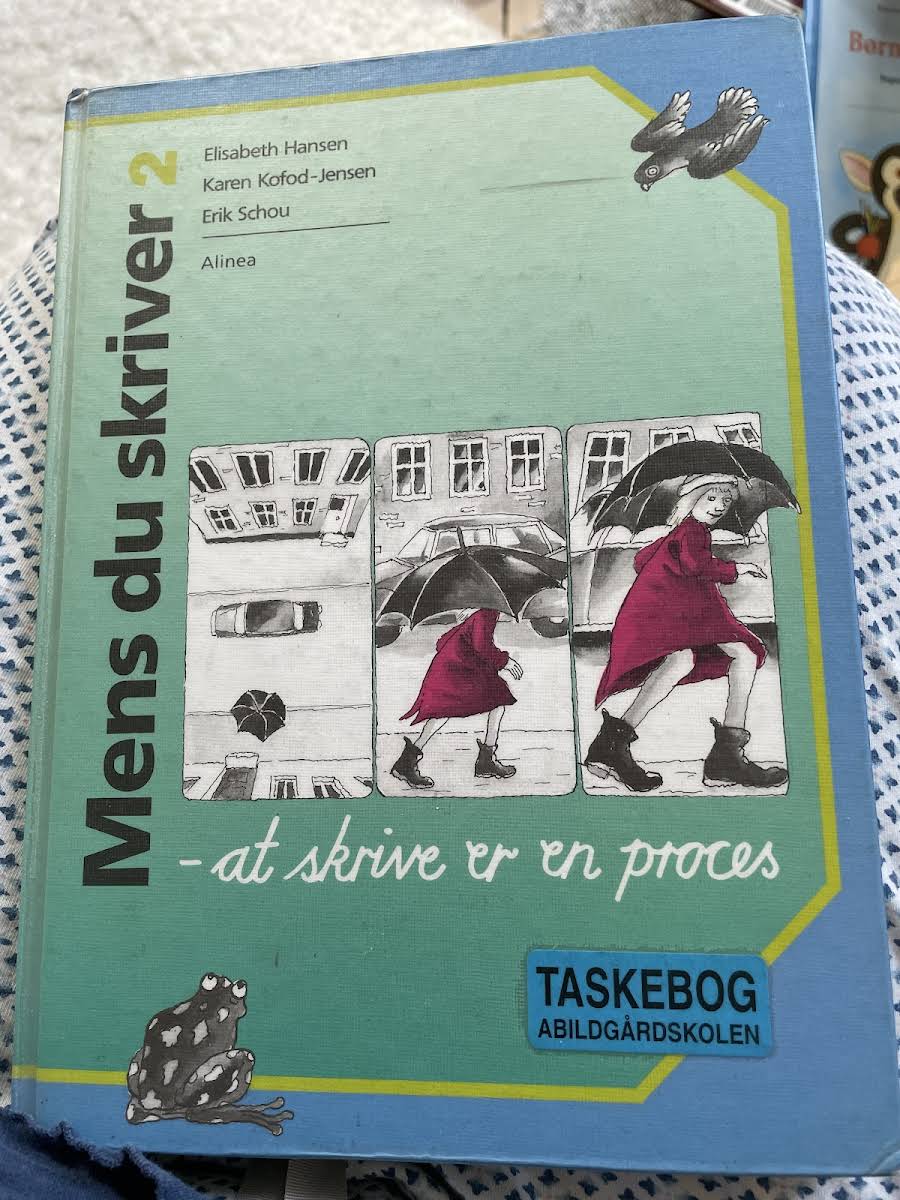 Elisabeth Hansen
Karen Kofod-Jensen
Erik Schou
Alinea
Mens du skriver 2
- at skrive er en proces
TASKEBOG
ABILDGÅRDSKOLEN